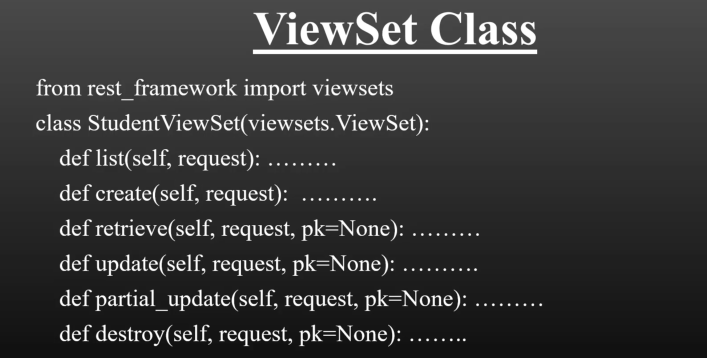 ViewSet Class
from rest_framework import viewsets
class StudentViewSet(viewsets.ViewSet):
def list(self, request): ………
def create(self, request):  ……….
def retrieve(self, request, pk=None): ………
def update(self, request, pk=None): ……….
def partial_update(self, request, pk=None): ………
def destroy(self, request, pk=None): ……..